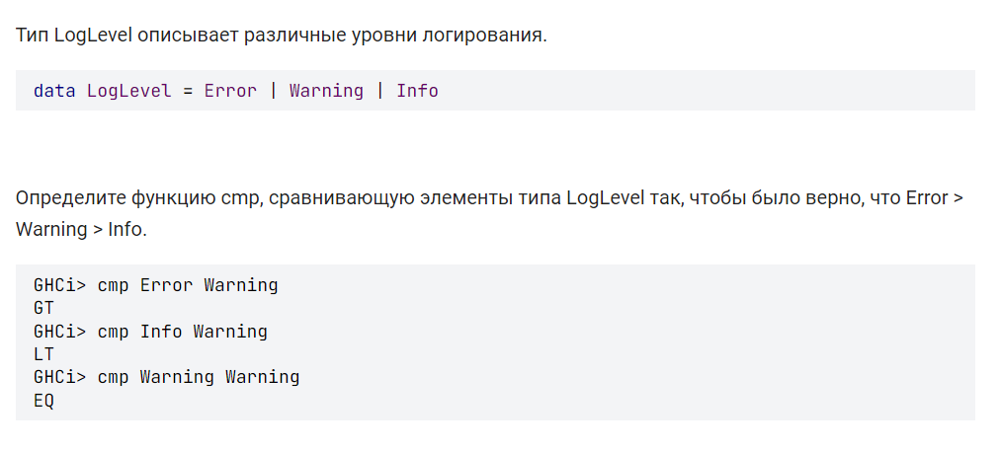 Тип LogLevel описывает различные уровни логирования.
data LogLevel = Error | Warning | Info
Определите функцию cmp, сравнивающую элементы типа LogLevel так, чтобы было верно, что Error >
Warning > Info.
GHCi> cmp Error Warning
GT
GHCi> cmp Info Warning
LT
GHCi> cmp Warning Warning
EQ